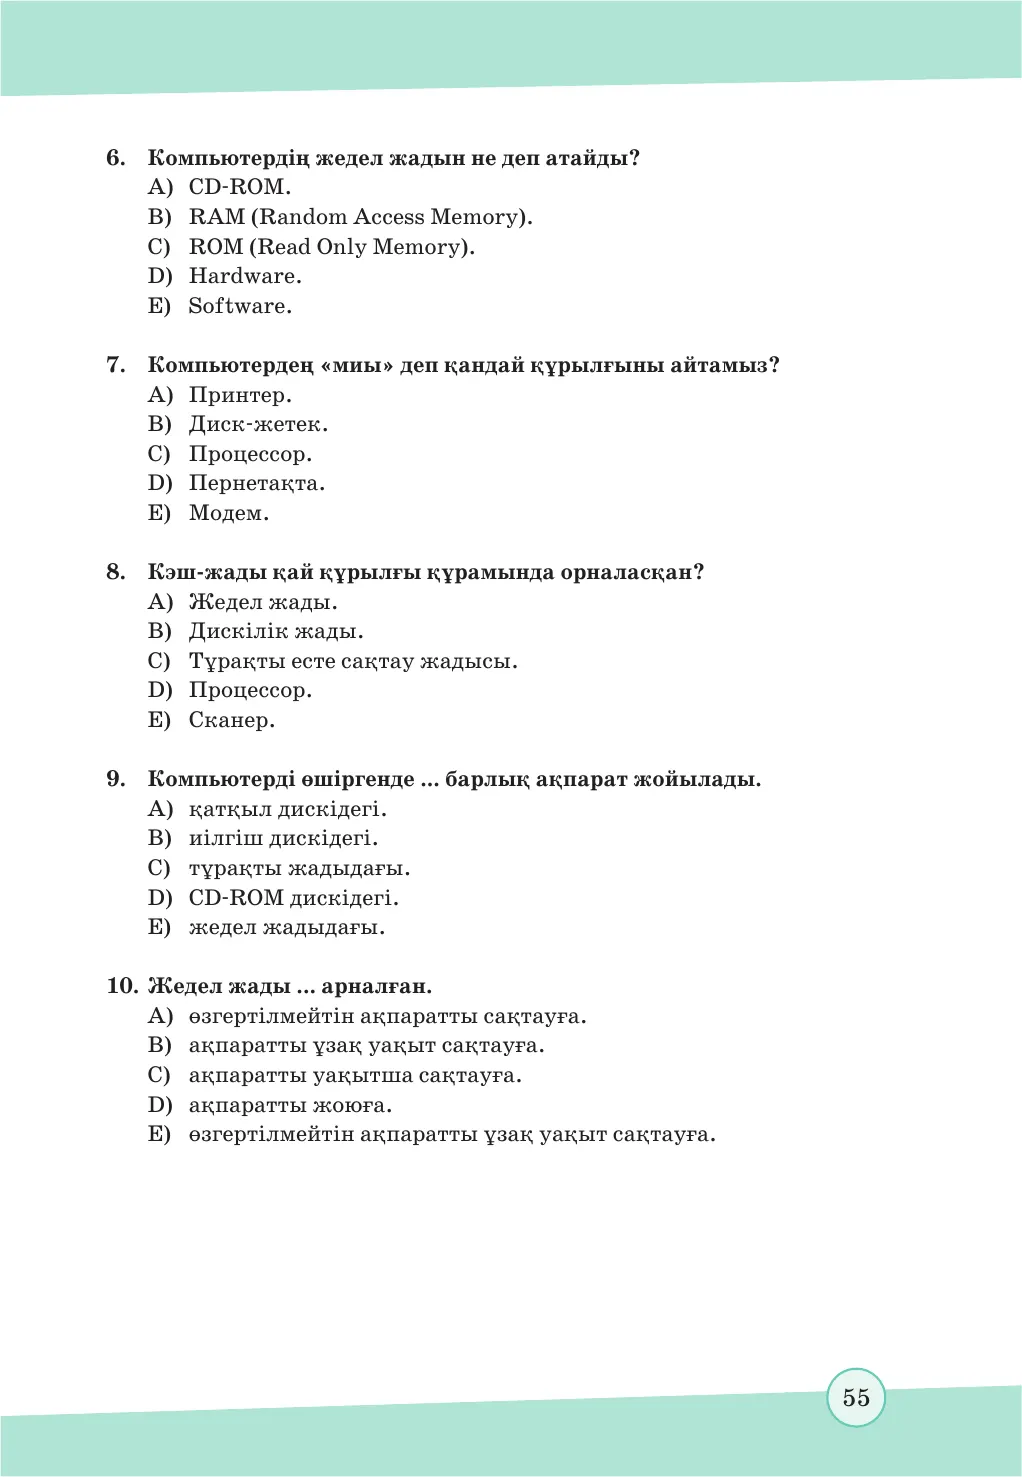 6. Компьютердің жедел жадын не деп атайды?
A) CD-ROM.
B) RAM (Random Access Memory).
C) ROM (Read Only Memory).
D) Hardware.
E) Software.
7. Компьютердең «миы» деп қандай құрылғыны айтамыз?
A) Принтер.
B) Диск-жетек.
C) Процессор.
D) Пернетақта.
E) Модем.
8. Кэш-жады қай құрылғы құрамында орналасқан?
A) Жедел жады.
B) Дискілік жады.
C) Тұрақты есте сақтау жадысы.
D) Процессор.
E) Сканер.
9. Компьютерді өшіргенде ... барлық ақпарат жойылады.
A) қатқыл дискідегі.
B) иілгіш дискідегі.
C) тұрақты жадыдағы.
D) CD-ROM дискідегі.
E) жедел жадыдағы.
10. Жедел жады ... арналған.
A) өзгертілмейтін ақпаратты сақтауға.
B) ақпаратты ұзақ уақыт сақтауға.
C) ақпаратты уақытша сақтауға.
D) ақпаратты жоюға.
E) өзгертілмейтін ақпаратты ұзақ уақыт сақтауға.
55